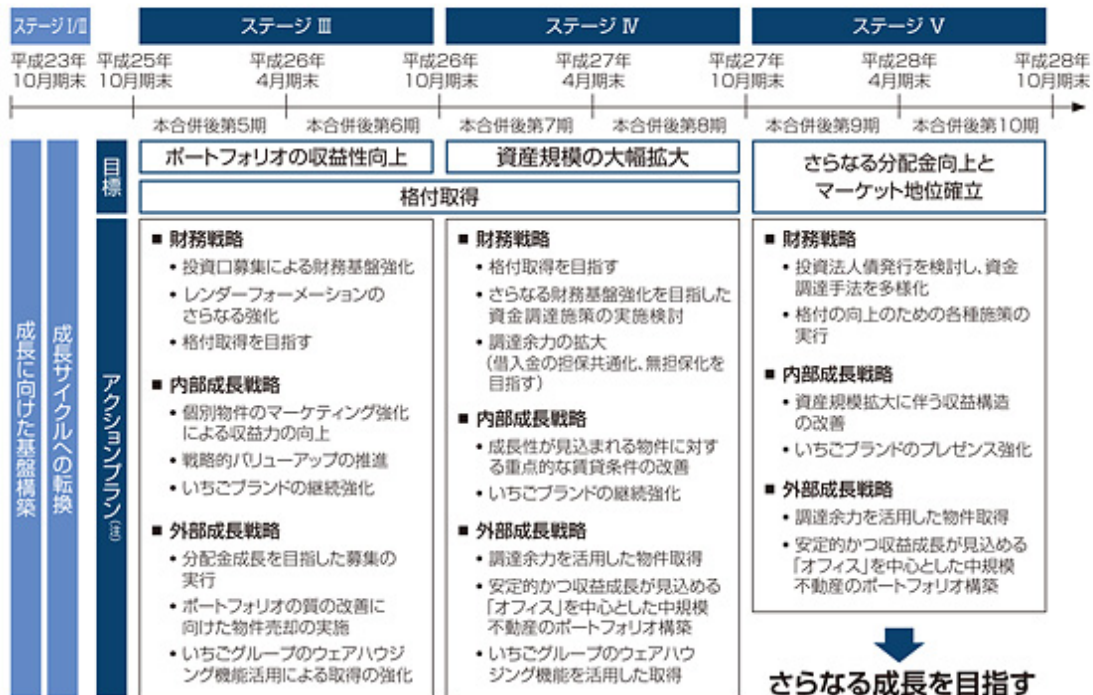 ステージ I/II
ステージ III
ステージ IV
ステージ V
平成23年
10月期末
平成25年
10月期末
平成26年
4月期末
平成26年
10月期末
平成27年
4月期末
平成27年
10月期末
平成28年
4月期末
平成28年
10月期末
本合併後第5期
本合併後第6期
本合併後第7期
本合併後第8期
本合併後第9期
本合併後第10期
成長に向けた基盤構築
成長サイクルへの転換
目標
ポートフォリオの収益性向上
資産規模の大幅拡大
格付取得
さらなる分配金向上と
マーケット地位確立
アクションプラン(注)
■ 財務戦略
• 投資口募集による財務基盤強化
• レンダーフォーメーションの
さらなる強化
• 格付取得を目指す
■ 内部成長戦略
• 個別物件のマーケティング強化
による収益力の向上
• 戦略的バリューアップの推進
• いちごブランドの継続強化
■ 外部成長戦略
• 分配金成長を目指した募集の
実行
• ポートフォリオの質の改善に
向けた物件売却の実施
• いちごグループのウェアハウジ
ング機能活用による取得の強化
■ 財務戦略
• 格付取得を目指す
• さらなる財務基盤強化を目指した
資金調達施策の実施検討
• 調達余力の拡大
(借入金の担保共通化、無担保化を
目指す)
■ 内部成長戦略
• 成長性が見込まれる物件に対す
る重点的な賃貸条件の改善
• いちごブランドの継続強化
■ 外部成長戦略
• 調達余力を活用した物件取得
• 安定的かつ収益成長が見込める
「オフィス」を中心とした中規模
不動産のポートフォリオ構築
• いちごグループのウェアハウ
ジング機能を活用した取得
■ 財務戦略
• 投資法人債発行を検討し、資金
調達手法を多様化
• 格付の向上のための各種施策の
実行
■ 内部成長戦略
• 資産規模拡大に伴う収益構造
の改善
• いちごブランドのプレゼンス強化
■ 外部成長戦略
• 調達余力を活用した物件取得
• 安定的かつ収益成長が見込める
「オフィス」を中心とした中規模
不動産のポートフォリオ構築
さらなる成長を目指す